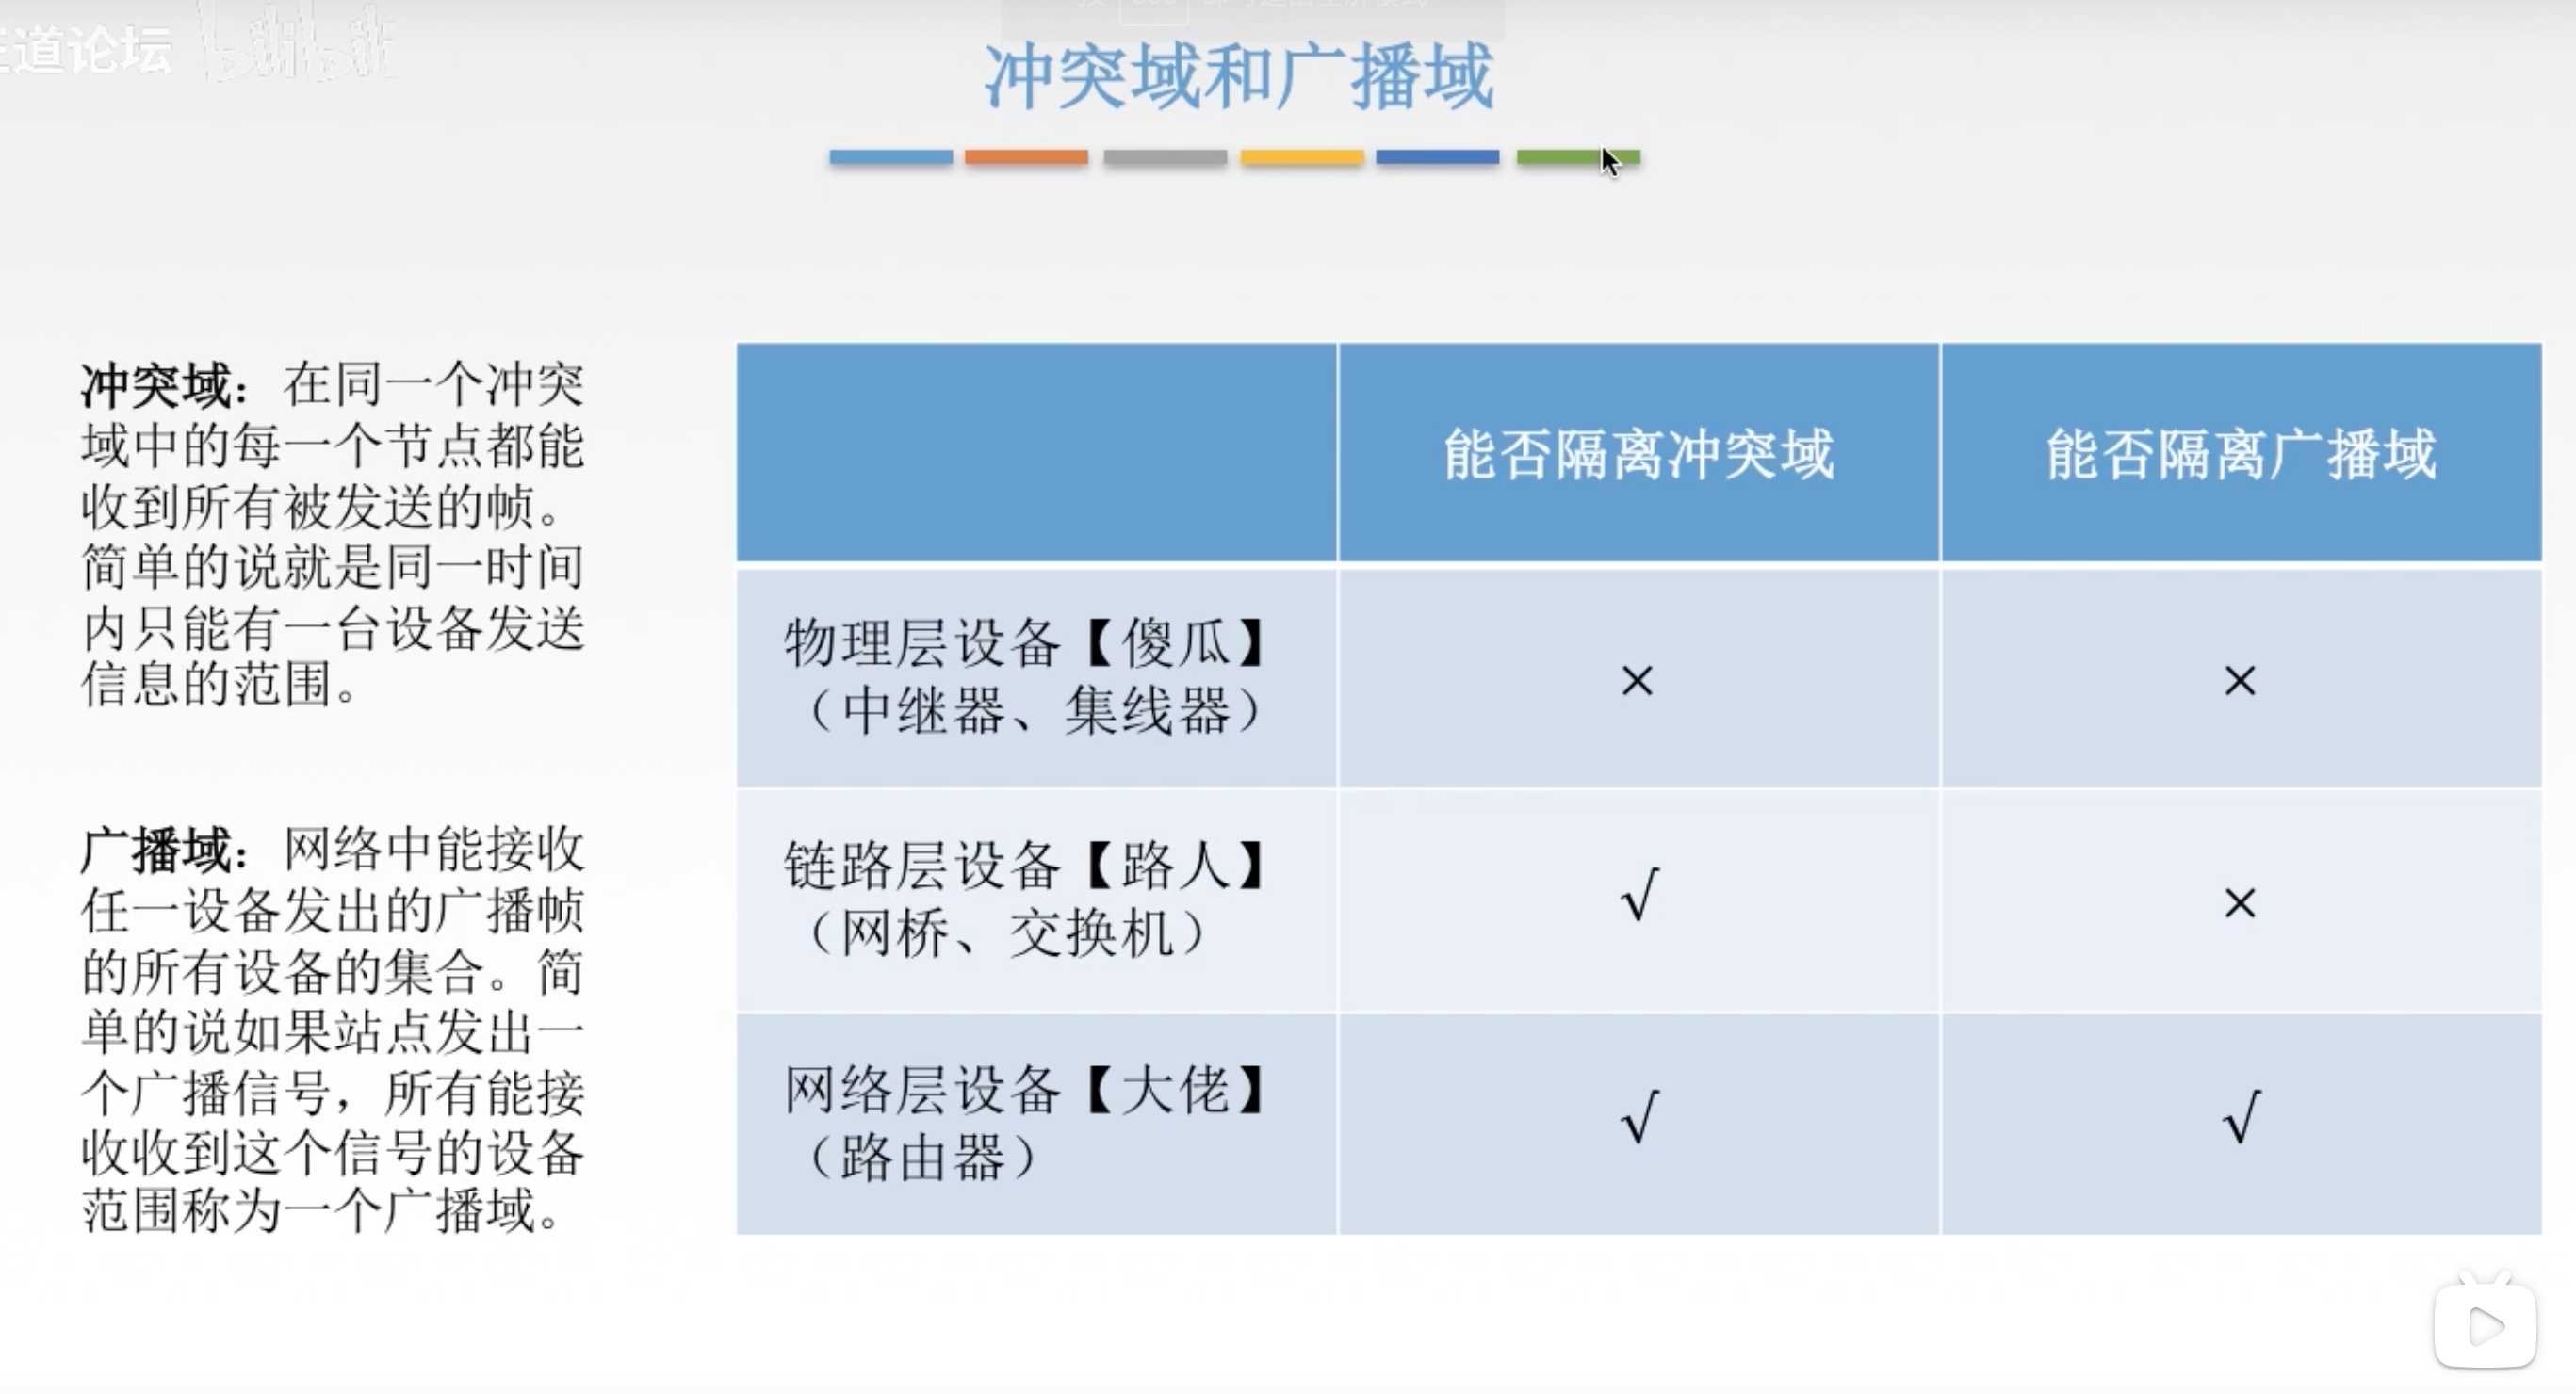 道论坛 bilibili
冲突域和广播域
冲突域：在同一个冲突
域中的每一个节点都能
收到所有被发送的帧。
简单的说就是同一时间
内只能有一台设备发送
信息的范围。
广播域：网络中能接收
任一设备发出的广播帧
的所有设备的集合。简
单的说如果站点发出一
个广播信号，所有能接
收收到这个信号的设备
范围称为一个广播域。
能否隔离冲突域 能否隔离广播域
物理层设备【傻瓜】
（中继器、集线器）
× ×
链路层设备【路人】
（网桥、交换机）
√ ×
网络层设备【大佬】
（路由器）
√ √